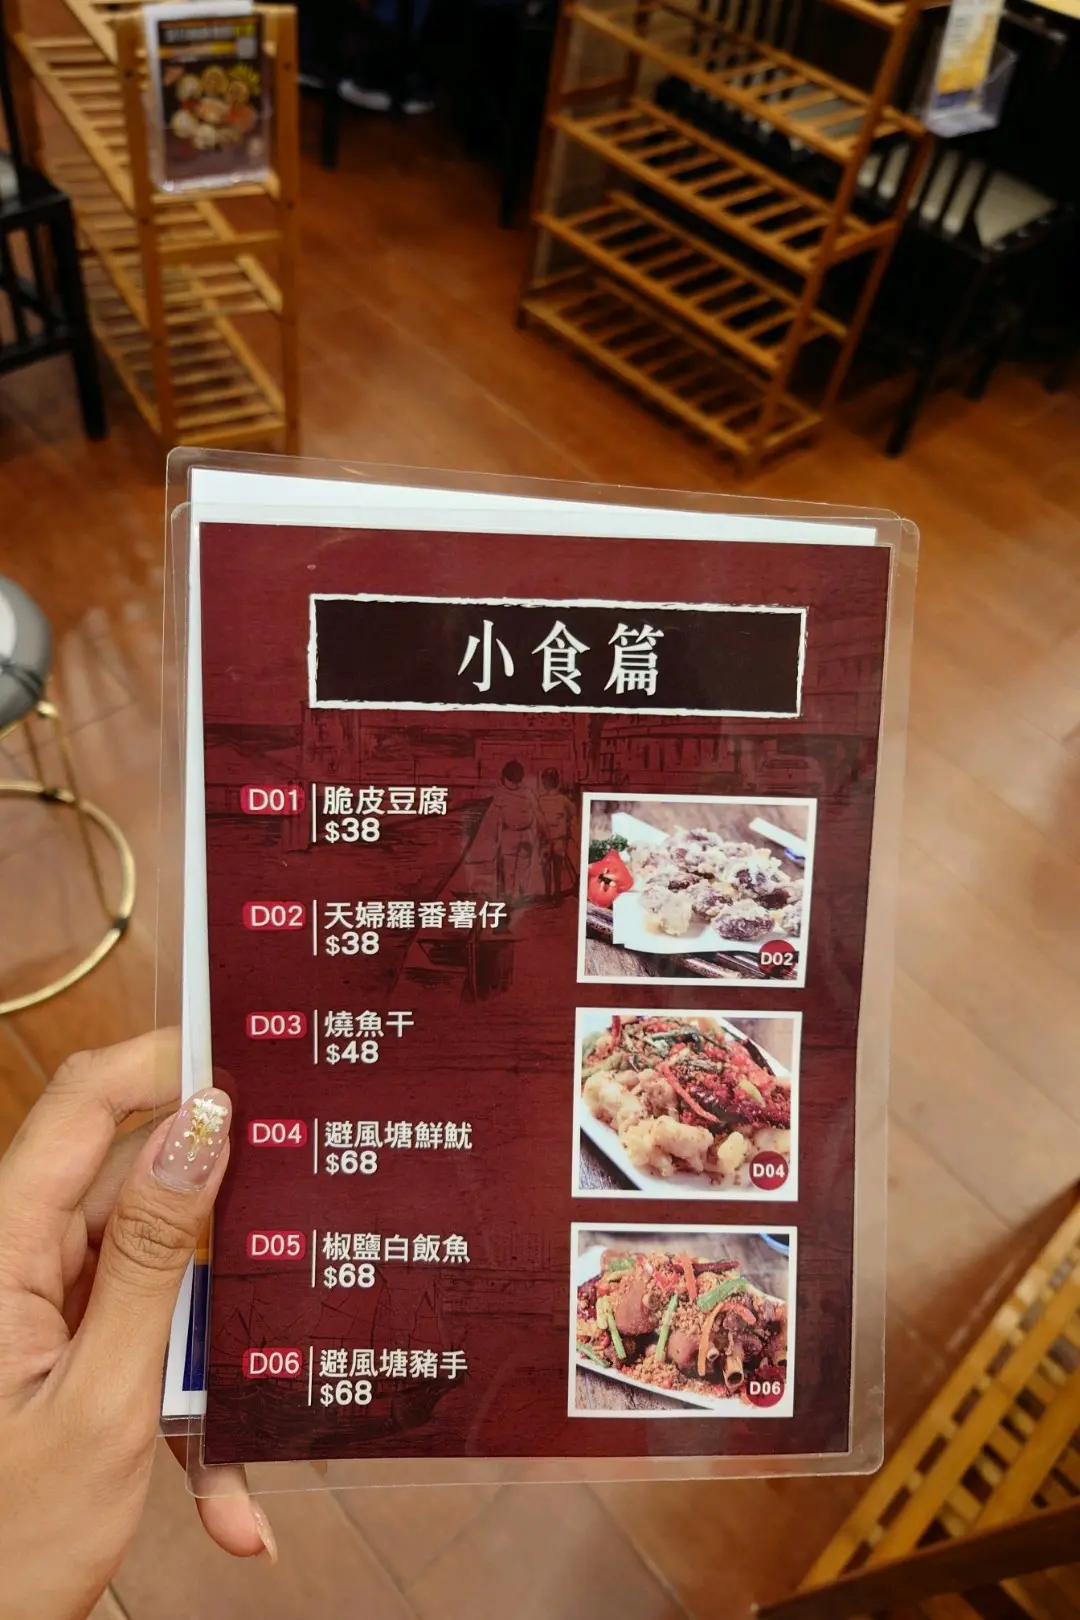 小食篇
D01 脆皮豆腐
$38
D02 天婦羅番薯仔
$38
D03 燒魚干
$48
D04 避風塘鮮魷
$68
D05 椒鹽白飯魚
$68
D06 避風塘豬手
$68
D02
D04
D06